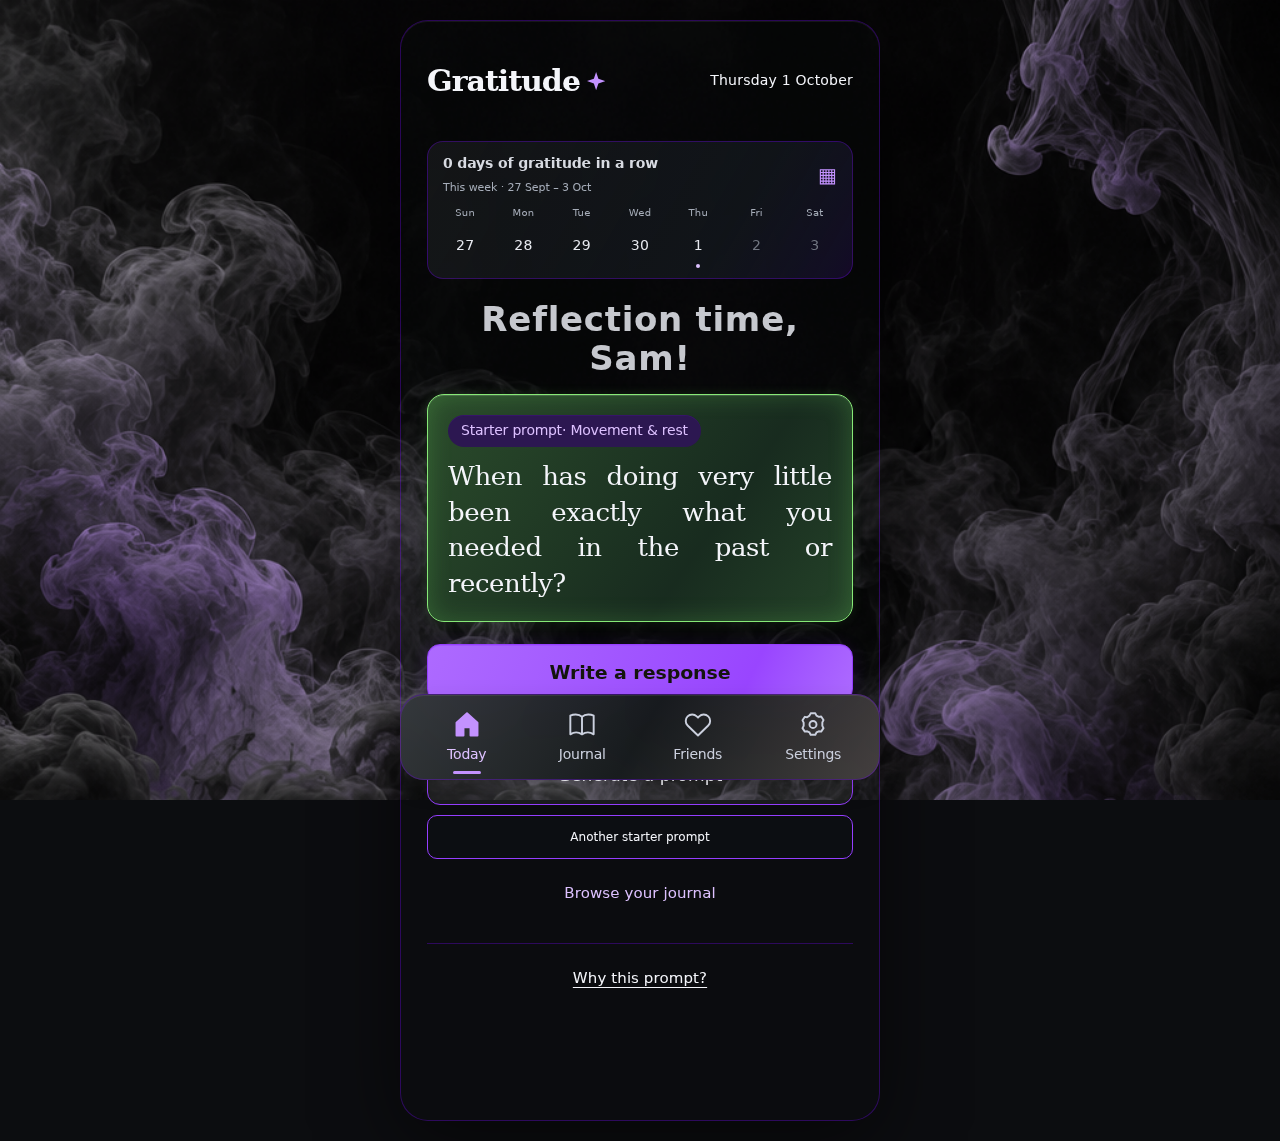 Gratitude
Thursday 1 October
0 days of gratitude in a row
This week · 27 Sept – 3 Oct
Sun Mon Tue Wed Thu Fri Sat
27 28 29 30 1 2 3
Reflection time,
Sam!
Starter prompt· Movement & rest
When has doing very little
been exactly what you
needed in the past or
recently?
Write a response
Today Journal Friends Settings
Generate a prompt
Another starter prompt
Browse your journal
Why this prompt?